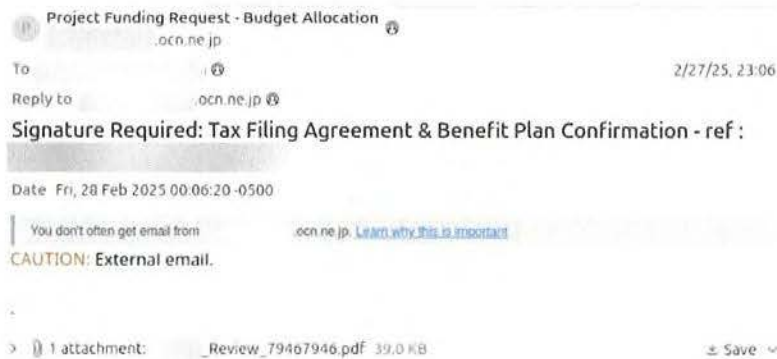 P
Project Funding Request - Budget Allocation
.ocn.ne.jp
To
2/27/25, 23:06
Reply to .ocn.ne.jp
Signature Required: Tax Filing Agreement & Benefit Plan Confirmation - ref :
Date Fri, 28 Feb 2025 00:06:20 -0500
You don't often get email from .ocn.ne.jp. Learn why this is important
CAUTION: External email.
.
> 1 attachment: _Review_79467946.pdf 39.0 KB Save